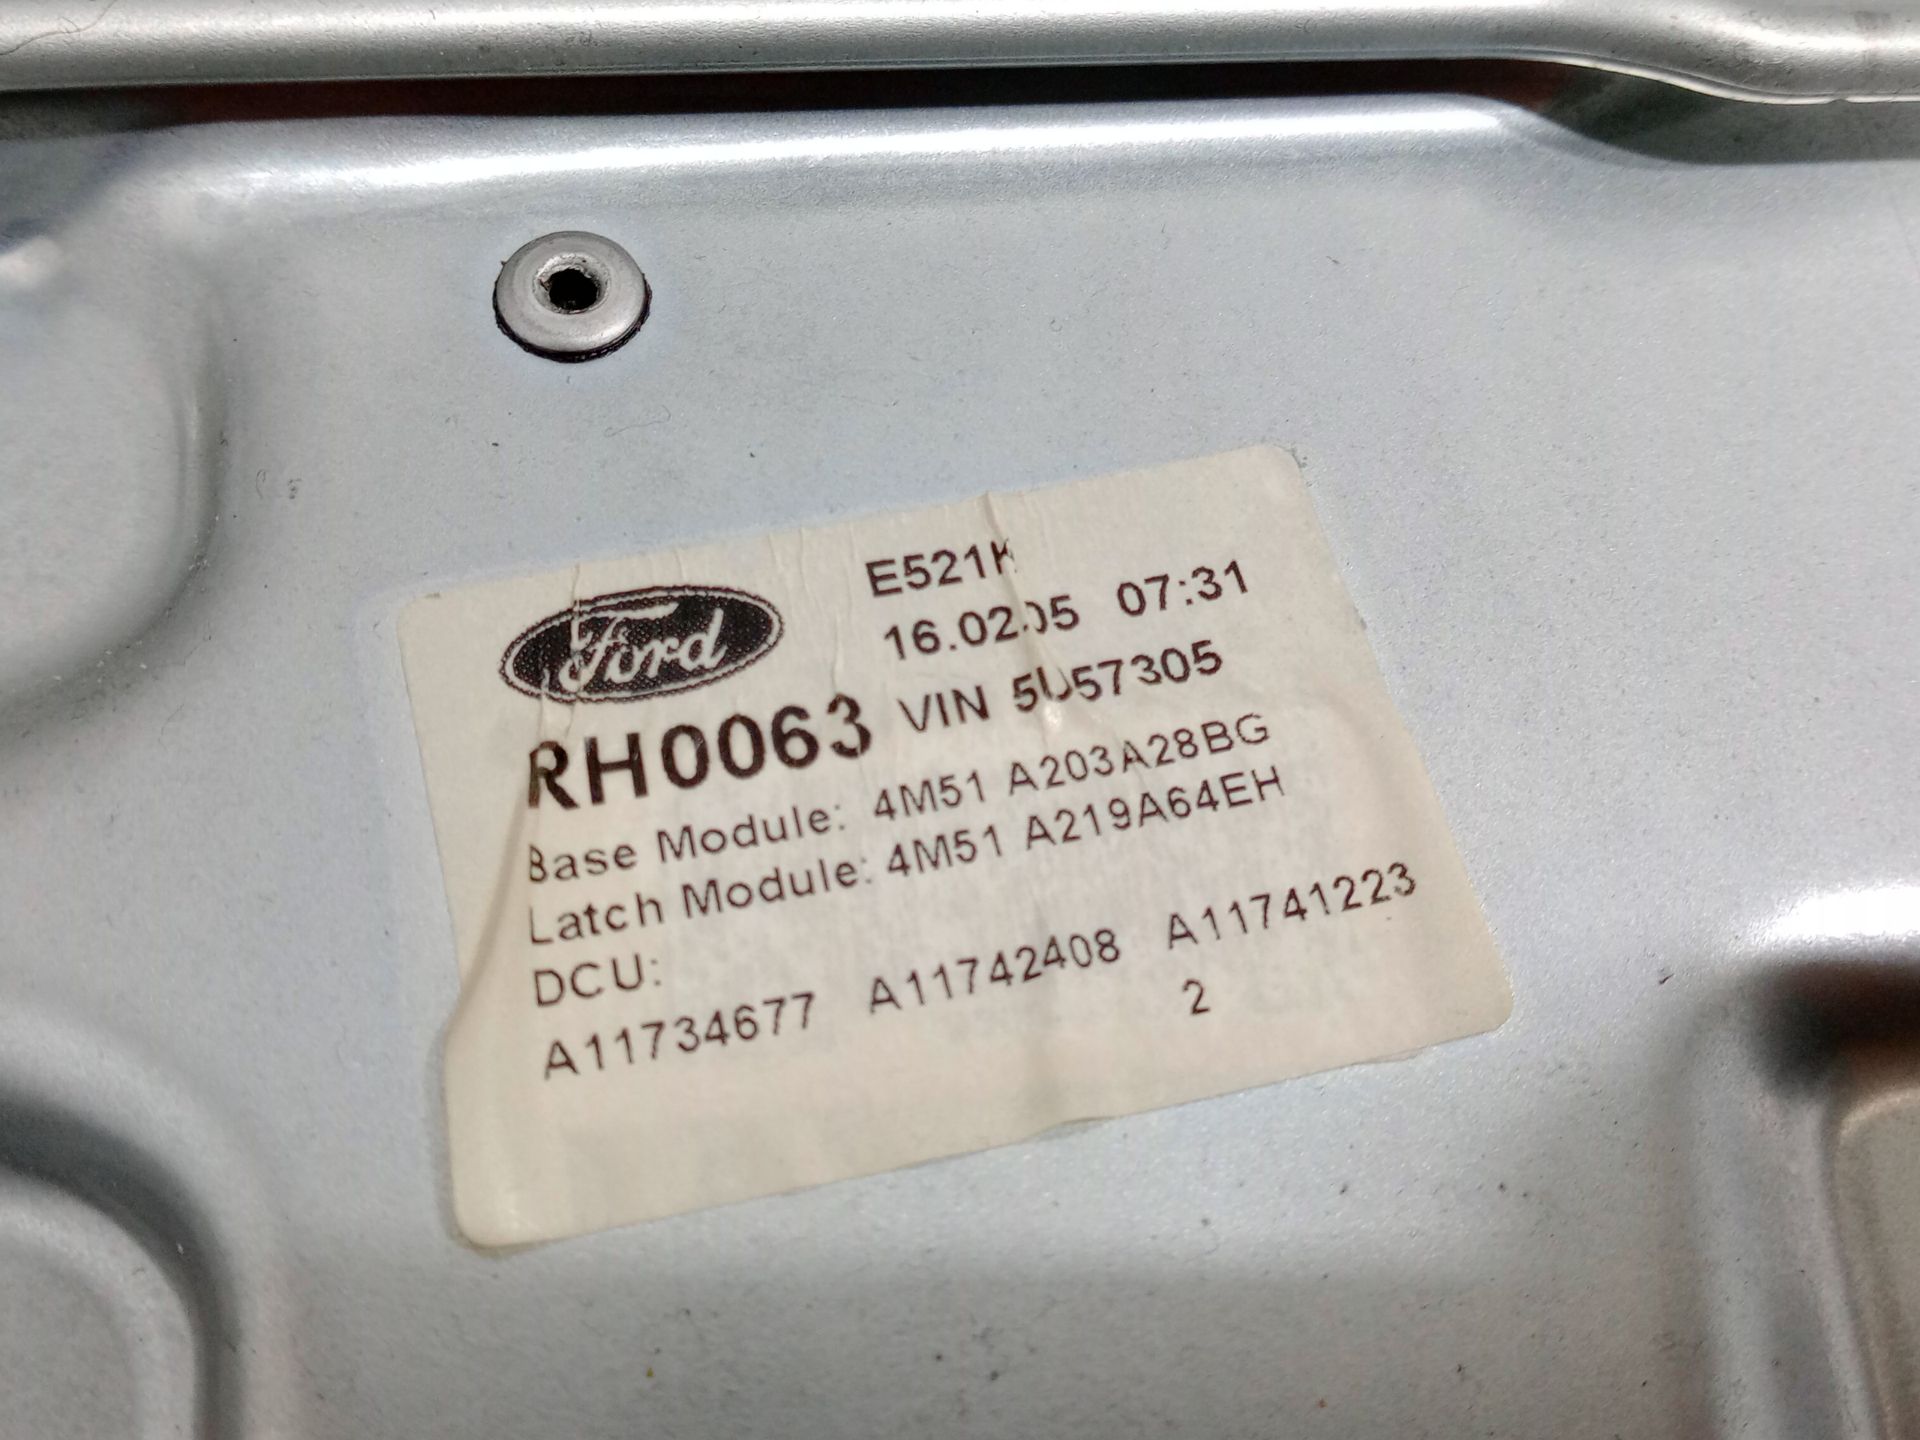 Ford
E521K
16.02.05 07:31
RH0063 VIN 5U57305
Base Module: 4M51 A203A28BG
Latch Module: 4M51 A219A64EH
DCU:
A11734677 A11742408 A11741223
2